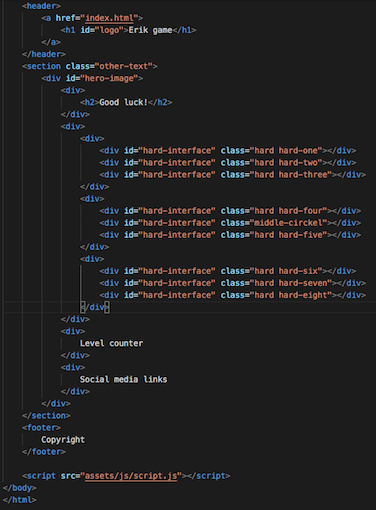 <header>
<a href="index.html">
<h1 id="logo">Erik game</h1>
</a>
</header>
<section class="other-text">
<div id="hero-image">
<div>
<h2>Good luck!</h2>
</div>
<div>
<div>
<div id="hard-interface" class="hard hard-one"></div>
<div id="hard-interface" class="hard hard-two"></div>
<div id="hard-interface" class="hard hard-three"></div>
</div>
<div>
<div id="hard-interface" class="hard hard-four"></div>
<div id="hard-interface" class="middle-circkel"></div>
<div id="hard-interface" class="hard hard-five"></div>
</div>
<div>
<div id="hard-interface" class="hard hard-six"></div>
<div id="hard-interface" class="hard hard-seven"></div>
<div id="hard-interface" class="hard hard-eight"></div>
</div>
</div>
<div>
Level counter
</div>
<div>
Social media links
</div>
</div>
</section>
<footer>
Copyright
</footer>
<script src="assets/js/script.js"></script>
</body>
</html>